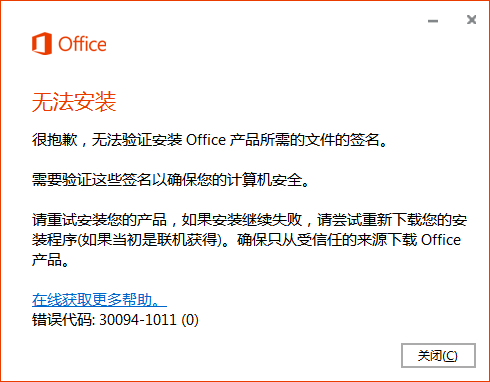 Office
无法安装
很抱歉，无法验证安装 Office 产品所需的文件的签名。
需要验证这些签名以确保您的计算机安全。
请重试安装您的产品，如果安装继续失败，请尝试重新下载您的安
装程序(如果当初是联机获得)。确保只从受信任的来源下载 Office
产品。
在线获取更多帮助。
错误代码: 30094-1011 (0)
关闭(C)